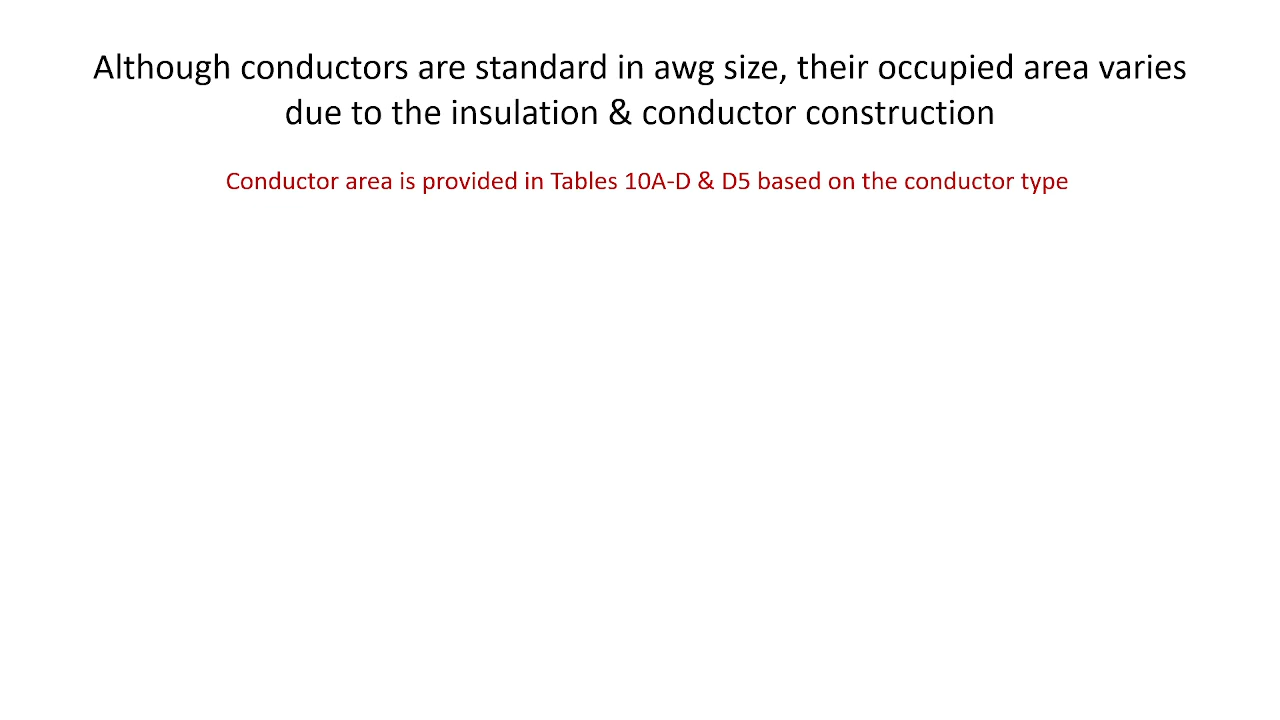 Although conductors are standard in awg size, their occupied area varies
due to the insulation & conductor construction
Conductor area is provided in Tables 10A-D & D5 based on the conductor type